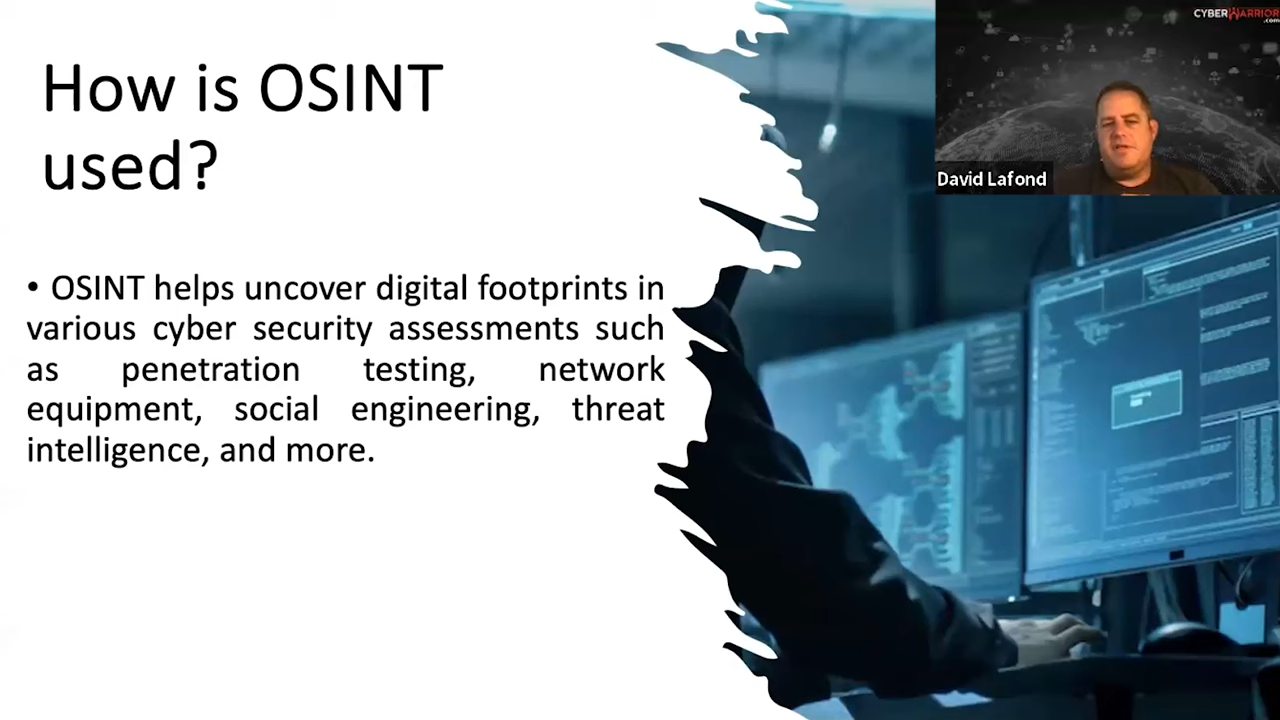 How is OSINT
used?
• OSINT helps uncover digital footprints in
various cyber security assessments such
as penetration testing, network
equipment, social engineering, threat
intelligence, and more.
CYBERWARRIOR
.com
David Lafond